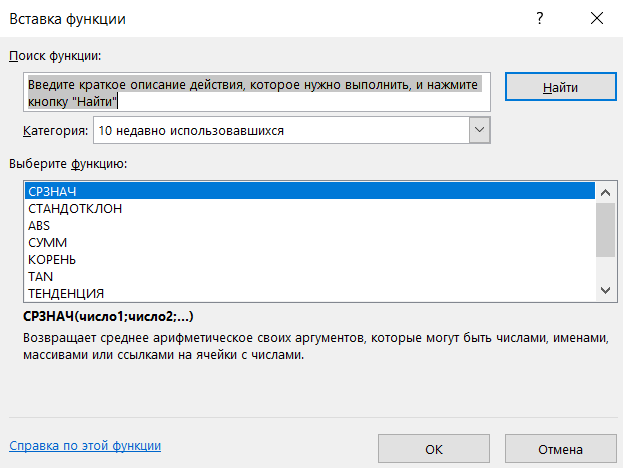 Вставка функции
?
Поиск функции:
Введите краткое описание действия, которое нужно выполнить, и нажмите
кнопку "Найти"
Найти
Категория: 10 недавно использовавшихся
Выберите функцию:
СРЗНАЧ
СТАНДОТКЛОН
ABS
СУММ
КОРЕНЬ
TAN
ТЕНДЕНЦИЯ
СРЗНАЧ(число1;число2;...)
Возвращает среднее арифметическое своих аргументов, которые могут быть числами, именами,
массивами или ссылками на ячейки с числами.
Справка по этой функции
ОК
Отмена